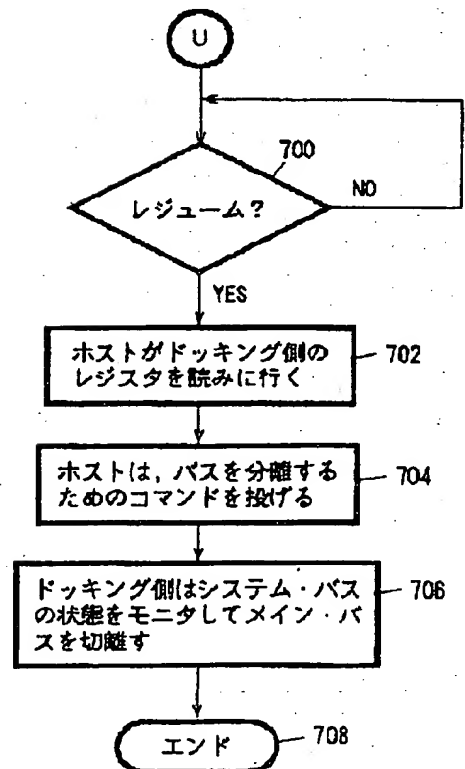 U
700
レジューム?
NO
YES
ホストがドッキング側の
レジスタを読みに行く
702
ホストは,バスを分離する
ためのコマンドを投げる
704
ドッキング側はシステム・バス
の状態をモニタしてメイン・バ
スを切離す
706
エンド
708